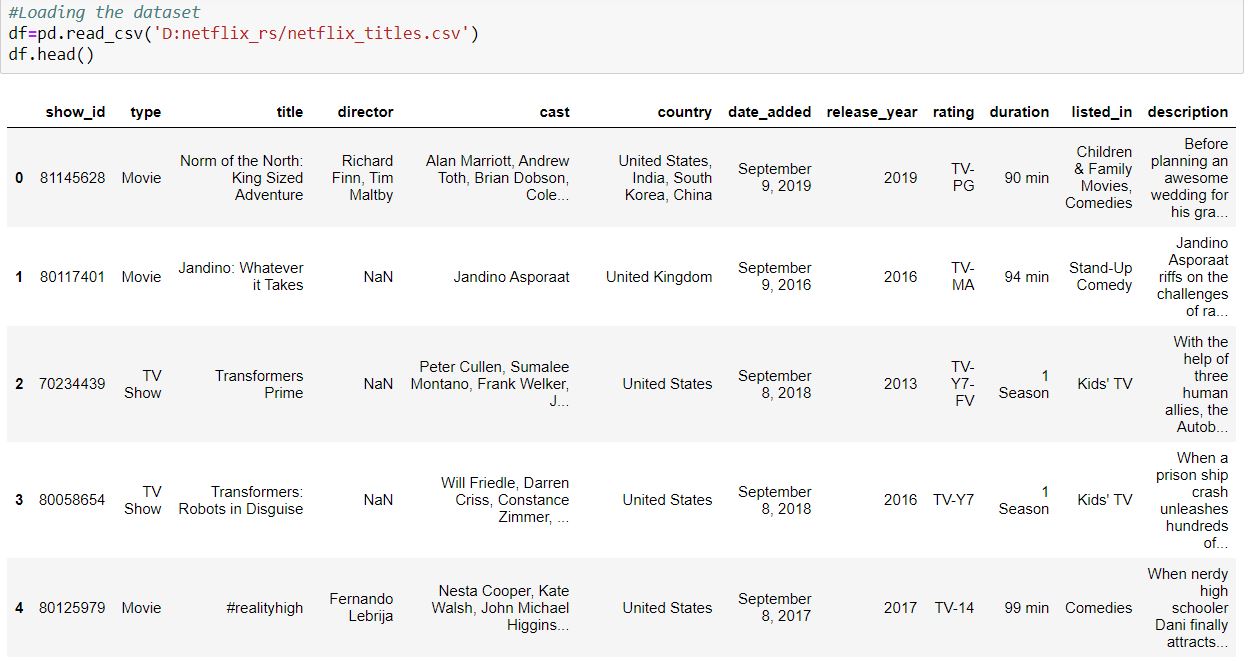 #Loading the dataset
df=pd.read_csv('D:netflix_rs/netflix_titles.csv')
df.head()
show_id type title director cast country date_added release_year rating duration listed_in description
0 81145628 Movie Norm of the North: King Sized Adventure Richard Finn, Tim Maltby Alan Marriott, Andrew Toth, Brian Dobson, Cole... United States, India, South Korea, China September 9, 2019 2019 TV-PG 90 min Children & Family Movies, Comedies Before planning an awesome wedding for his gra...
1 80117401 Movie Jandino: Whatever it Takes NaN Jandino Asporaat United Kingdom September 9, 2016 2016 TV-MA 94 min Stand-Up Comedy Jandino Asporaat riffs on the challenges of ra...
2 70234439 TV Show Transformers Prime NaN Peter Cullen, Sumalee Montano, Frank Welker, J... United States September 8, 2018 2013 TV-Y7-FV 1 Season Kids' TV With the help of three human allies, the Autob...
3 80058654 TV Show Transformers: Robots in Disguise NaN Will Friedle, Darren Criss, Constance Zimmer, ... United States September 8, 2018 2016 TV-Y7 1 Season Kids' TV When a prison ship crash unleashes hundreds of...
4 80125979 Movie #realityhigh Fernando Lebrija Nesta Cooper, Kate Walsh, John Michael Higgins... United States September 8, 2017 2017 TV-14 99 min Comedies When nerdy high schooler Dani finally attracts...